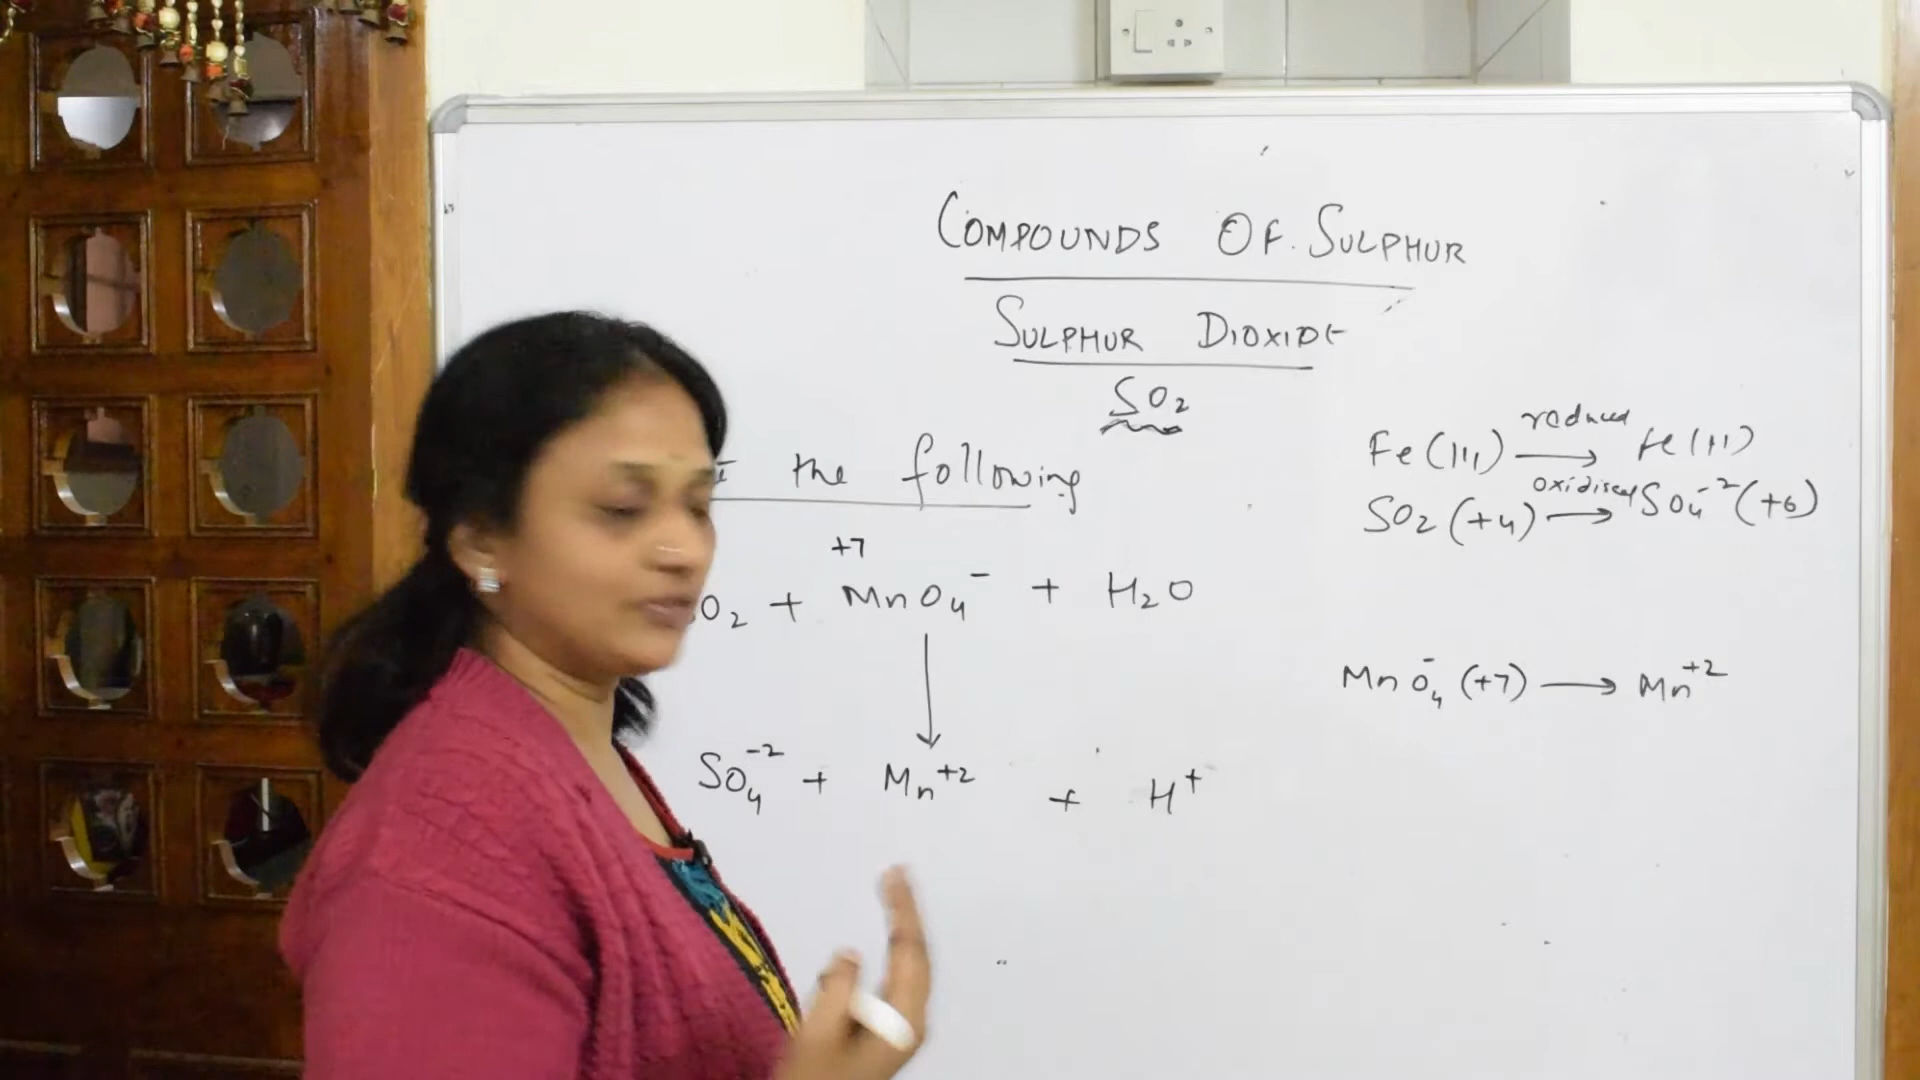 COMPOUNDS OF. SULPHUR
SULPHUR DIOXIDE
SO₂
the following
+7
O₂ + MnO₄⁻ + H₂O
SO₄⁻² + Mn⁺² + H⁺
reduced
Fe(III) → Fe(II)
oxidised
SO₂(+4) → SO₄⁻²(+6)
MnO₄⁻(+7) → Mn⁺²